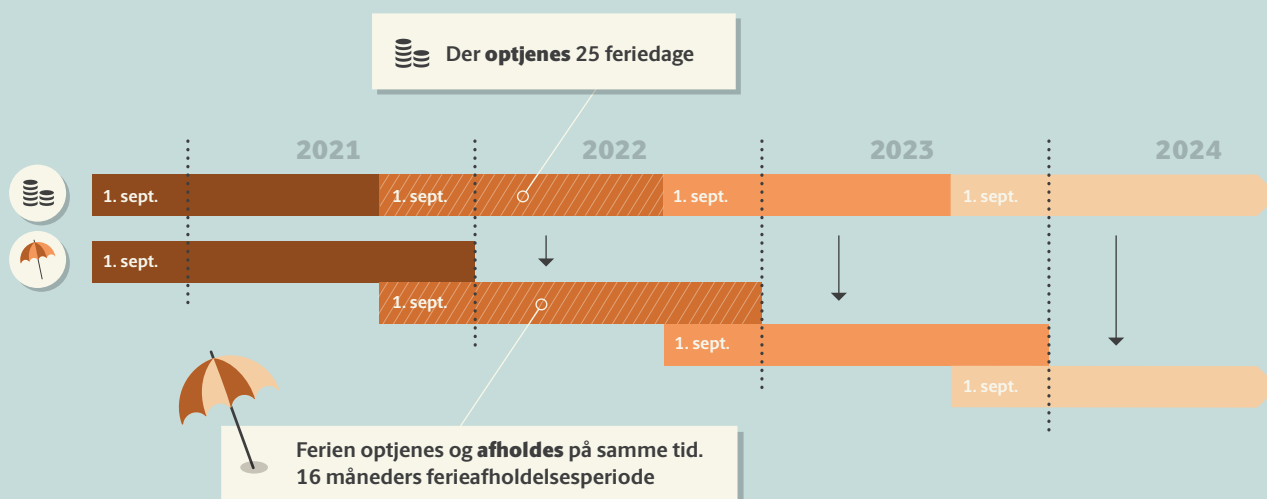 Der optjenes 25 feriedage
2021
2022
2023
2024
1. sept.
1. sept.
1. sept.
1. sept.
1. sept.
1. sept.
1. sept.
1. sept.
Ferien optjenes og afholdes på samme tid.
16 måneders ferieafholdelsesperiode